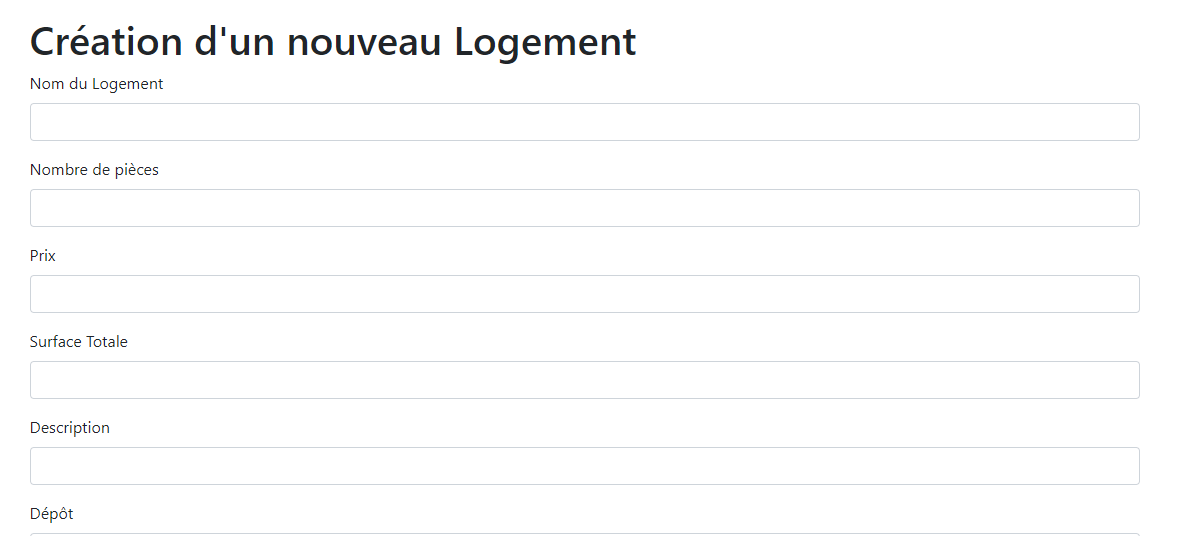 Création d'un nouveau Logement
Nom du Logement
Nombre de pièces
Prix
Surface Totale
Description
Dépôt